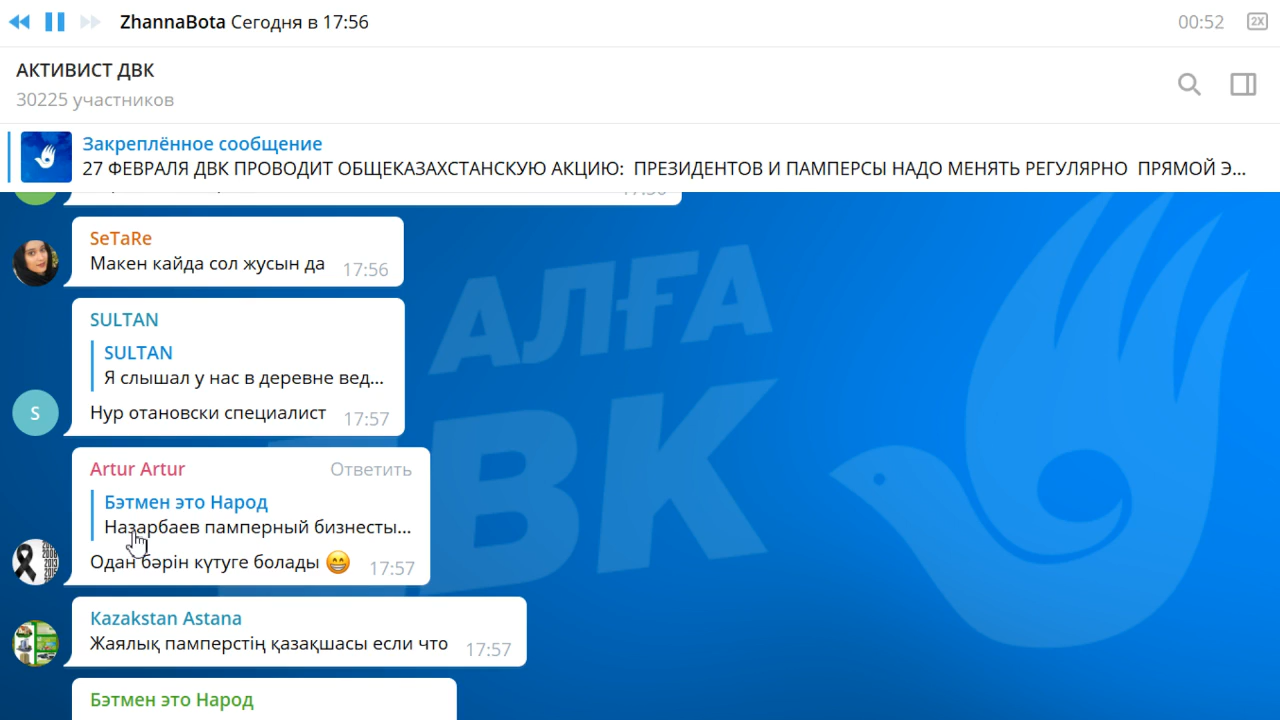 ZhannaBota Сегодня в 17:56
00:52
2X
АКТИВИСТ ДВК
30225 участников
Закреплённое сообщение
27 ФЕВРАЛЯ ДВК ПРОВОДИТ ОБЩЕКАЗАХСТАНСКУЮ АКЦИЮ: ПРЕЗИДЕНТОВ И ПАМПЕРСЫ НАДО МЕНЯТЬ РЕГУЛЯРНО ПРЯМОЙ Э...
SeTaRe
Макен кайда сол жусын да 17:56
SULTAN
SULTAN
Я слышал у нас в деревне вед...
S
Нур отановски специалист 17:57
Artur Artur Ответить
Бэтмен это Народ
Назарбаев памперный бизнесты...
Одан бәрін күтуге болады 😁 17:57
Kazakstan Astana
Жаялық памперстің қазақшасы если что 17:57
Бэтмен это Народ
АЛҒА
ДВК